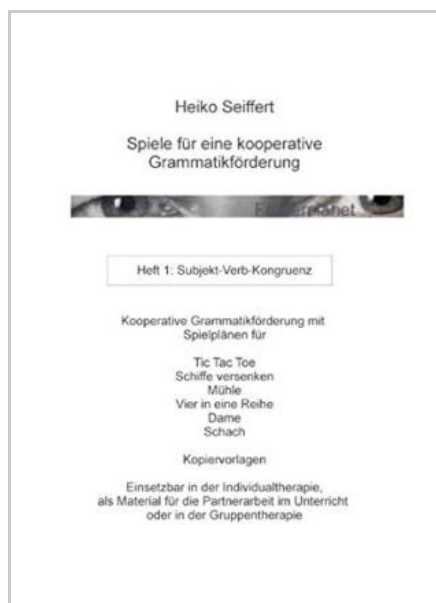 Heiko Seiffert
Spiele für eine kooperative
Grammatikförderung
Förderplanet
Heft 1: Subjekt-Verb-Kongruenz
Kooperative Grammatikförderung mit
Spielplänen für
Tic Tac Toe
Schiffe versenken
Mühle
Vier in eine Reihe
Dame
Schach
Kopiervorlagen
Einsetzbar in der Individualtherapie,
als Material für die Partnerarbeit im Unterricht
oder in der Gruppentherapie